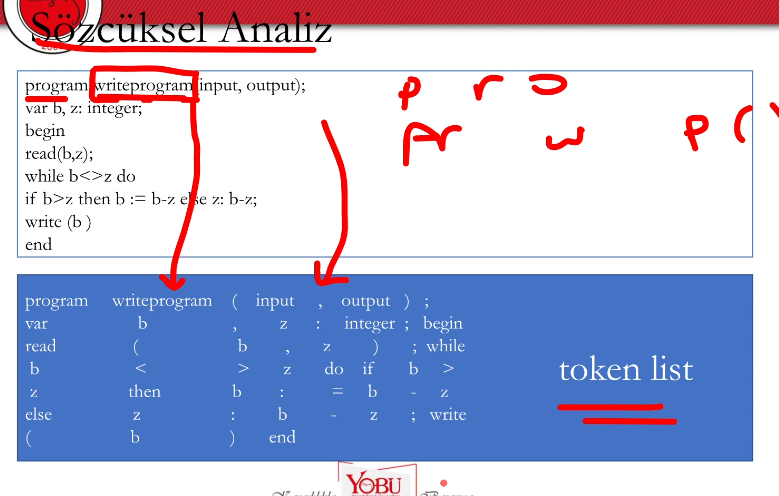 Sözcüksel Analiz
program writeprogram(input, output);
var b, z: integer;
begin
read(b,z);
while b<>z do
if b>z then b := b-z else z: b-z;
write (b )
end
p r o
w p (
program writeprogram ( input , output ) ;
var b , z : integer ; begin
read ( b , z ) ; while
b < > z do if b >
z then b : = b - z
else z : b - z ; write
( b ) end
token list
YOBU